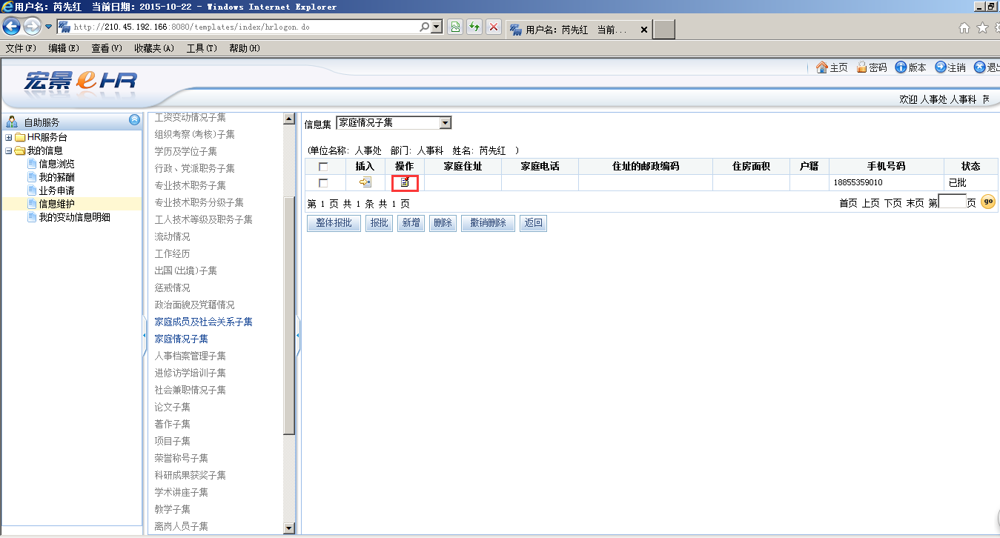 用户名：芮先红 当前日期：2015-10-22 - Windows Internet Explorer
http://210.45.192.166:8080/templates/index/hrlogon.do
用户名：芮先红 当前...
文件(F) 编辑(E) 查看(V) 收藏夹(A) 工具(T) 帮助(H)
宏景eHR
主页 密码 版本 注销 退出
欢迎 人事处 人事科
自助服务
HR服务台
我的信息
信息浏览
我的薪酬
业务申请
信息维护
我的变动信息明细
工资变动情况子集
组织考察(考核)子集
学历及学位子集
行政、党派职务子集
专业技术职务子集
专业技术职务分级子集
工人技术等级及职务子集
流动情况
工作经历
出国(出境)子集
惩戒情况
政治面貌及党籍情况
家庭成员及社会关系子集
家庭情况子集
人事档案管理子集
进修访学培训子集
社会兼职情况子集
论文子集
著作子集
项目子集
荣誉称号子集
科研成果获奖子集
学术讲座子集
教学子集
离岗人员子集
信息集 家庭情况子集
(单位名称: 人事处 部门: 人事科 姓名: 芮先红 )
插入 操作 家庭住址 家庭电话 住址的邮政编码 住房面积 户籍 手机号码 状态
18855359010 已批
第 1 页 共 1 条 共 1 页 首页 上页 下页 末页 第 页 go
整体报批 报批 新增 删除 撤销删除 返回